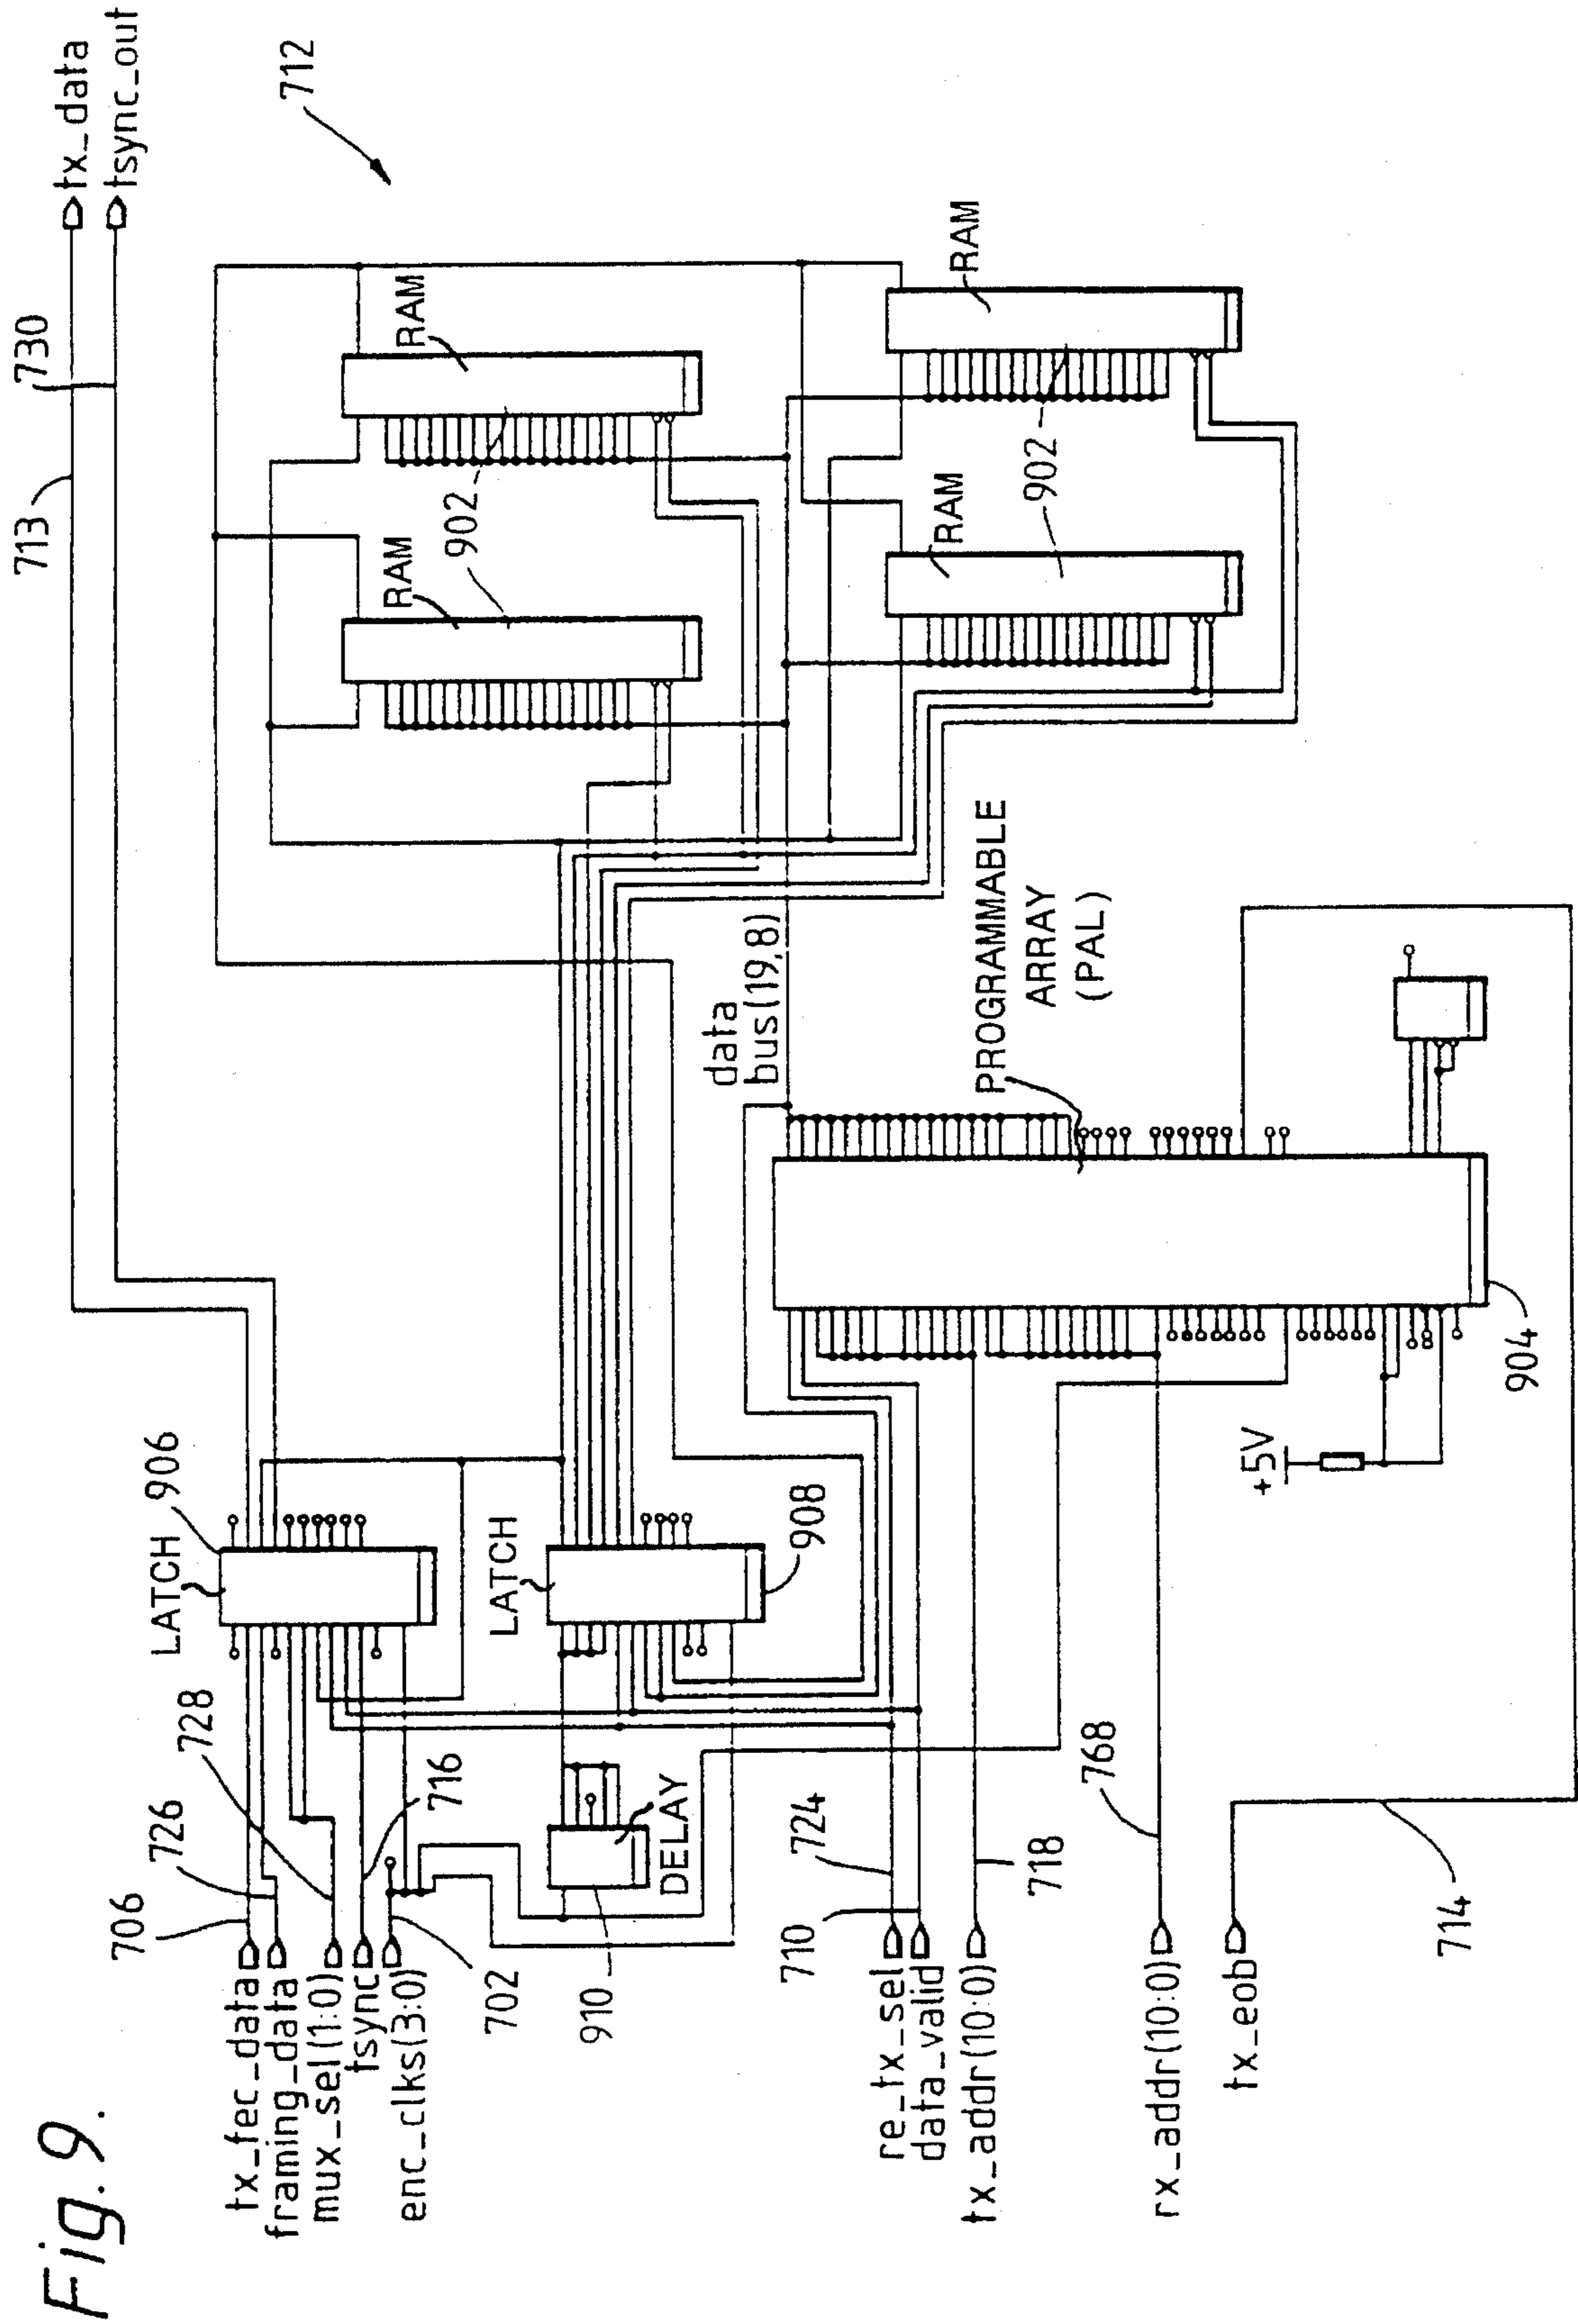 Fig. 9.
713
730
tx_data
tsync_out
712
706
726
728
LATCH
906
tx_fec_data
framing_data
mux_sel(1:0)
tsync
enc_clks(3:0)
716
702
LATCH
908
910
DELAY
RAM
902
RAM
RAM
902
RAM
data
bus(19,8)
PROGRAMMABLE
ARRAY
(PAL)
724
710
re_tx_sel
data_valid
tx_addr(10:0)
718
768
rx_addr(10:0)
tx_eob
714
+5V
904